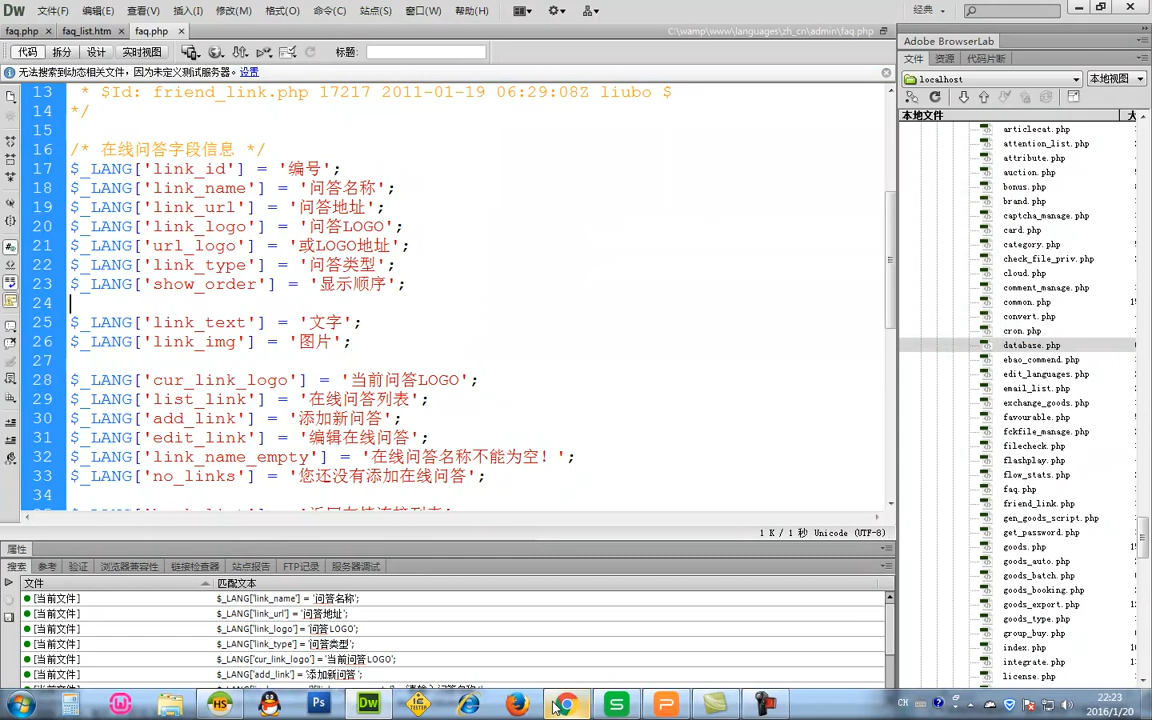 Dw 文件(F) 编辑(E) 查看(V) 插入(I) 修改(M) 格式(O) 命令(C) 站点(S) 窗口(W) 帮助(H) 经典
faq.php × faq_list.htm × faq.php × C:\wamp\www\languages\zh_cn\admin\faq.php
代码 拆分 设计 实时视图 标题:
无法搜索到动态相关文件，因为未定义测试服务器。 设置
13 * $Id: friend_link.php 17217 2011-01-19 06:29:08Z liubo $
14 */
15
16 /* 在线问答字段信息 */
17 $_LANG['link_id'] = '编号';
18 $_LANG['link_name'] = '问答名称';
19 $_LANG['link_url'] = '问答地址';
20 $_LANG['link_logo'] = '问答LOGO';
21 $_LANG['url_logo'] = '或LOGO地址';
22 $_LANG['link_type'] = '问答类型';
23 $_LANG['show_order'] = '显示顺序';
24
25 $_LANG['link_text'] = '文字';
26 $_LANG['link_img'] = '图片';
27
28 $_LANG['cur_link_logo'] = '当前问答LOGO';
29 $_LANG['list_link'] = '在线问答列表';
30 $_LANG['add_link'] = '添加新问答';
31 $_LANG['edit_link'] = '编辑在线问答';
32 $_LANG['link_name_empty'] = '在线问答名称不能为空！';
33 $_LANG['no_links'] = '您还没有添加在线问答';
34
1 K / 1 秒 Unicode (UTF-8)
属性
搜索 参考 验证 浏览器兼容性 链接检查器 站点报告 FTP记录 服务器调试
文件 匹配文本
[当前文件] $_LANG['link_name'] = '问答名称';
[当前文件] $_LANG['link_url'] = '问答地址';
[当前文件] $_LANG['link_logo'] = '问答LOGO';
[当前文件] $_LANG['link_type'] = '问答类型';
[当前文件] $_LANG['cur_link_logo'] = '当前问答LOGO';
[当前文件] $_LANG['add_link'] = '添加新问答';
Adobe BrowserLab
文件 资源 代码片断
localhost 本地视图
本地文件 大
articlecat.php
attention_list.php
attribute.php
auction.php
bonus.php
brand.php
captcha_manage.php
card.php
category.php
check_file_priv.php
cloud.php
comment_manage.php
common.php
convert.php
cron.php
database.php
ebao_commend.php
edit_languages.php
email_list.php
exchange_goods.php
favourable.php
fckfile_manage.php
filecheck.php
flashplay.php
flow_stats.php
faq.php
friend_link.php
gen_goods_script.php
get_password.php
goods.php
goods_auto.php
goods_batch.php
goods_booking.php
goods_export.php
goods_type.php
group_buy.php
index.php
integrate.php
license.php
HS Ps Dw TESTER S P CH 22:23
2016/1/20